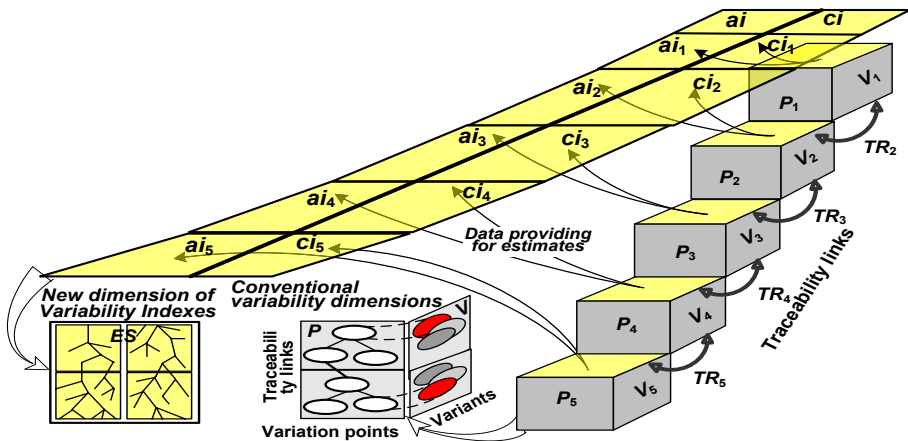 ai
ci
ai1
ci1
ai2
ci2
ai3
ci3
ai4
ci4
ai5
ci5
P1
V1
TR2
P2
V2
TR3
P3
V3
TR4
P4
V4
TR5
P5
V5
Traceability links
Data providing
for estimates
New dimension of
Variability Indexes
ES
Conventional
variability dimensions
P
V
Traceabili
ty links
Variants
Variation points